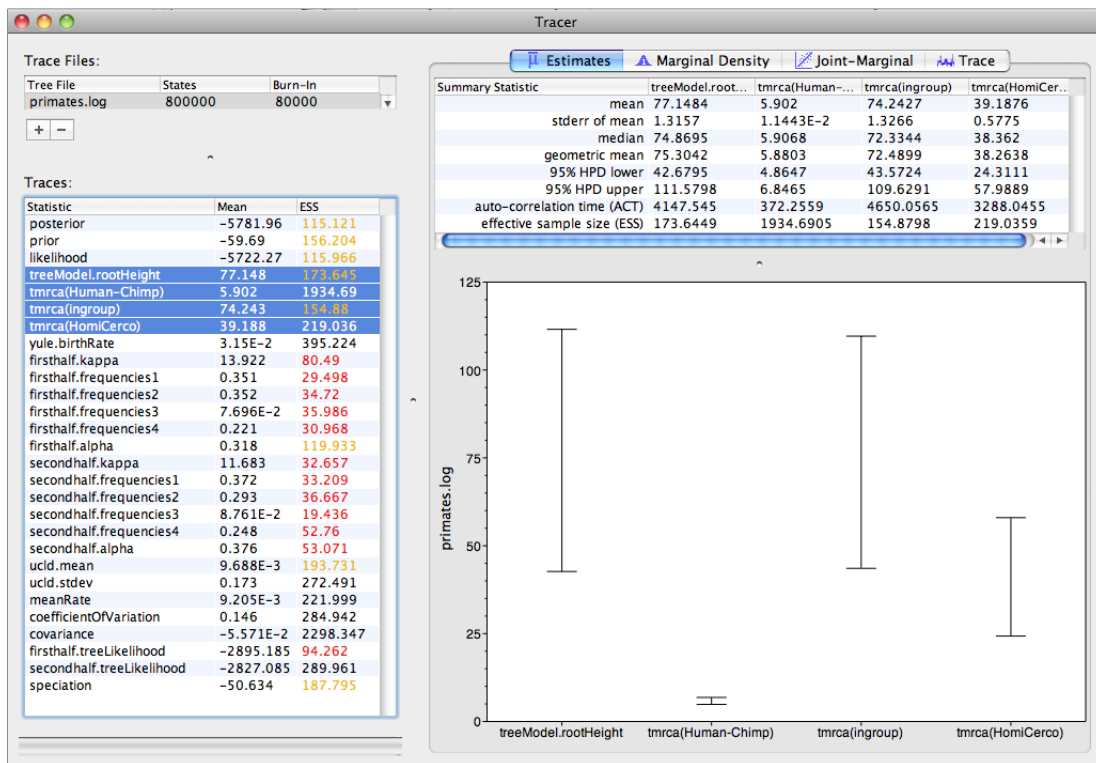 Tracer
Trace Files:
Tree File States Burn-In
primates.log 800000 80000
+ −
Traces:
Statistic Mean ESS
posterior -5781.96 115.121
prior -59.69 156.204
likelihood -5722.27 115.966
treeModel.rootHeight 77.148 173.645
tmrca(Human-Chimp) 5.902 1934.69
tmrca(ingroup) 74.243 154.88
tmrca(HomiCerco) 39.188 219.036
yule.birthRate 3.15E-2 395.224
firsthalf.kappa 13.922 80.49
firsthalf.frequencies1 0.351 29.498
firsthalf.frequencies2 0.352 34.72
firsthalf.frequencies3 7.696E-2 35.986
firsthalf.frequencies4 0.221 30.968
firsthalf.alpha 0.318 119.933
secondhalf.kappa 11.683 32.657
secondhalf.frequencies1 0.372 33.209
secondhalf.frequencies2 0.293 36.667
secondhalf.frequencies3 8.761E-2 19.436
secondhalf.frequencies4 0.248 52.76
secondhalf.alpha 0.376 53.071
ucld.mean 9.688E-3 193.731
ucld.stdev 0.173 272.491
meanRate 9.205E-3 221.999
coefficientOfVariation 0.146 284.942
covariance -5.571E-2 2298.347
firsthalf.treeLikelihood -2895.185 94.262
secondhalf.treeLikelihood -2827.085 289.961
speciation -50.634 187.795
μ Estimates Marginal Density Joint-Marginal Trace
Summary Statistic treeModel.root... tmrca(Human-... tmrca(ingroup) tmrca(HomiCer...
mean 77.1484 5.902 74.2427 39.1876
stderr of mean 1.3157 1.1443E-2 1.3266 0.5775
median 74.8695 5.9068 72.3344 38.362
geometric mean 75.3042 5.8803 72.4899 38.2638
95% HPD lower 42.6795 4.8647 43.5724 24.3111
95% HPD upper 111.5798 6.8465 109.6291 57.9889
auto-correlation time (ACT) 4147.545 372.2559 4650.0565 3288.0455
effective sample size (ESS) 173.6449 1934.6905 154.8798 219.0359
primates.log
125
100
75
50
25
0
treeModel.rootHeight tmrca(Human-Chimp) tmrca(ingroup) tmrca(HomiCerco)